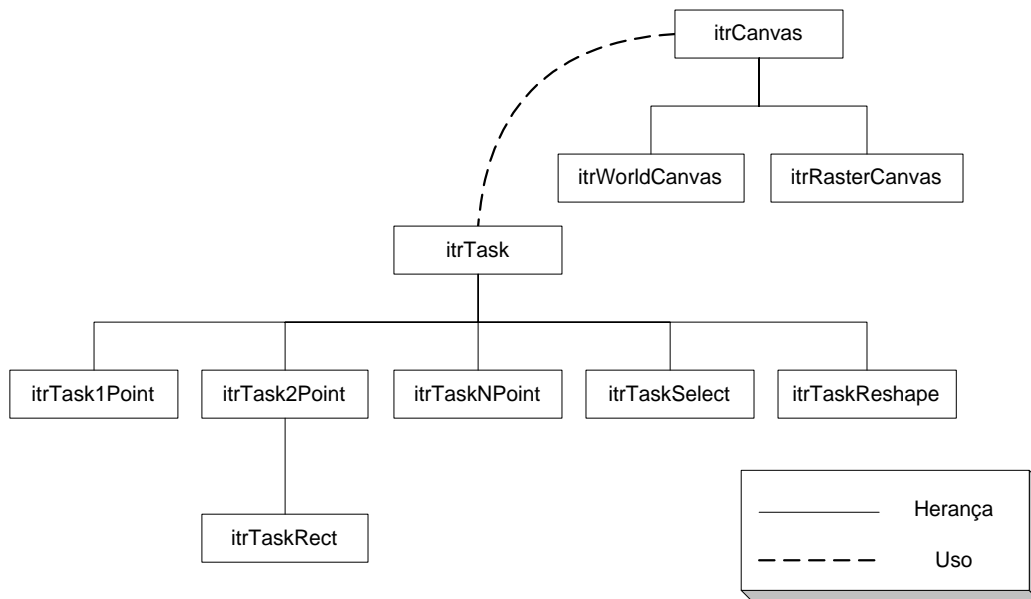 itrCanvas
itrWorldCanvas
itrRasterCanvas
itrTask
itrTask1Point
itrTask2Point
itrTaskNPoint
itrTaskSelect
itrTaskReshape
itrTaskRect
Herança
Uso